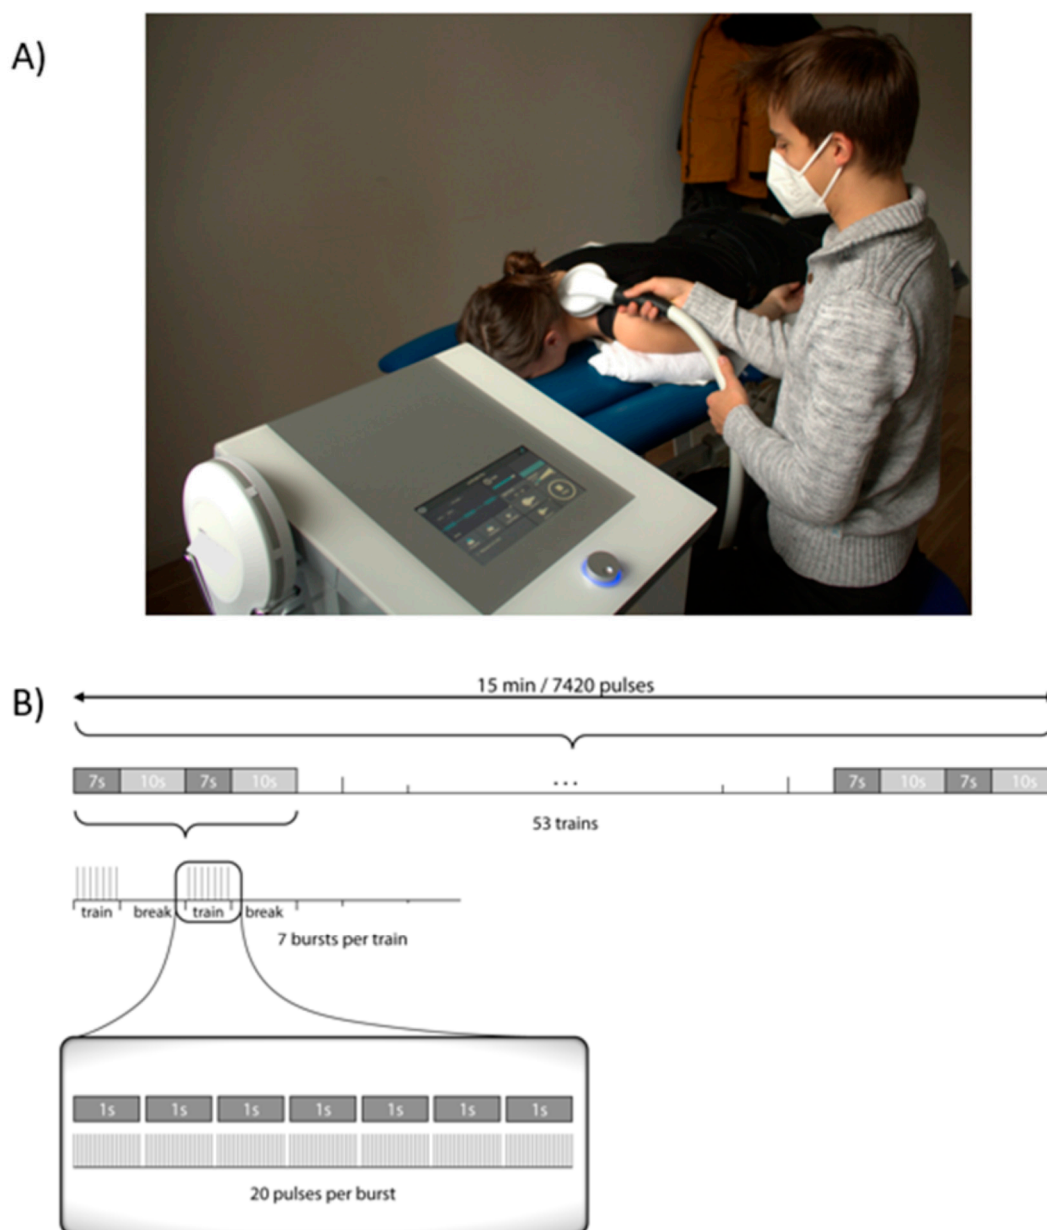 A)
B)
15 min / 7420 pulses
7s 10s 7s 10s ... 7s 10s 7s 10s
53 trains
train break train break
7 bursts per train
1s 1s 1s 1s 1s 1s 1s
20 pulses per burst